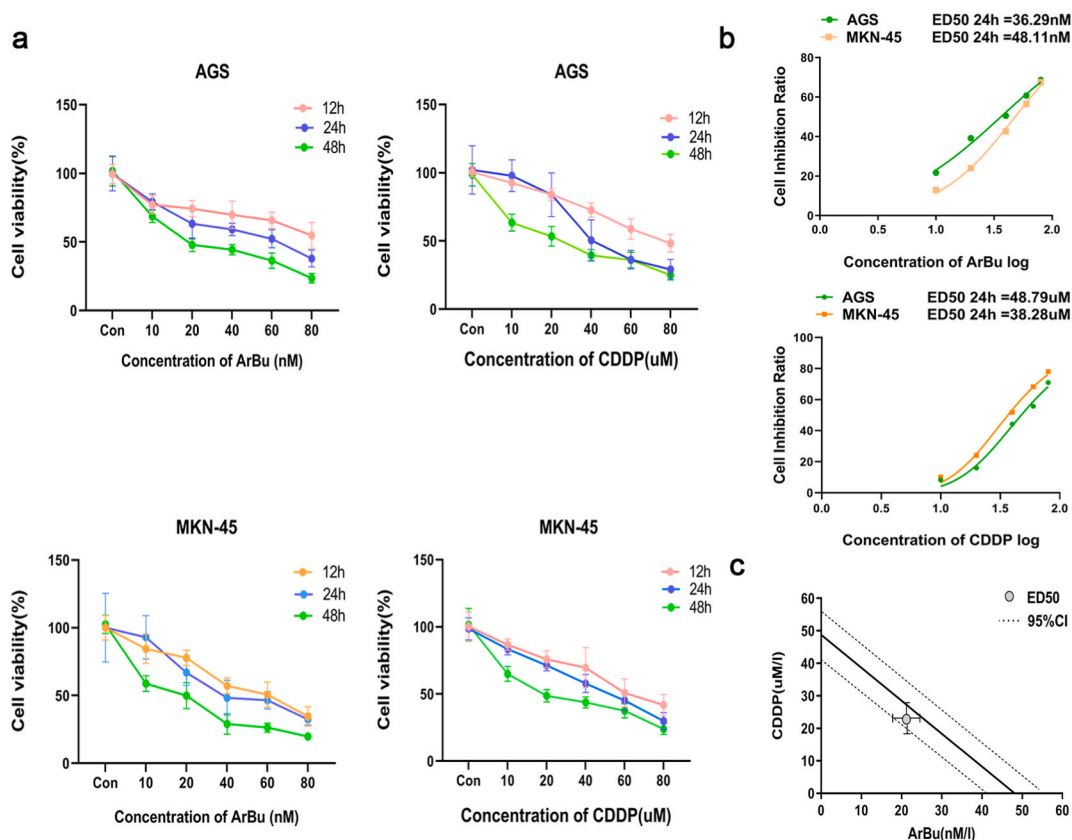 a
AGS
150
100
50
0
Cell viability(%)
12h
24h
48h
Con 10 20 40 60 80
Concentration of ArBu (nM)
AGS
150
100
50
0
Cell viability(%)
12h
24h
48h
Con 10 20 40 60 80
Concentration of CDDP(uM)
MKN-45
150
100
50
0
Cell viability(%)
12h
24h
48h
Con 10 20 40 60 80
Concentration of ArBu (nM)
MKN-45
150
100
50
0
Cell viability(%)
12h
24h
48h
Con 10 20 40 60 80
Concentration of CDDP(uM)
b
AGS ED50 24h =36.29nM
MKN-45 ED50 24h =48.11nM
80
60
40
20
0
Cell Inhibition Ratio
0.0 0.5 1.0 1.5 2.0
Concentration of ArBu log
AGS ED50 24h =48.79uM
MKN-45 ED50 24h =38.28uM
100
80
60
40
20
0
Cell Inhibition Ratio
0.0 0.5 1.0 1.5 2.0
Concentration of CDDP log
c
ED50
95%CI
60
50
40
30
20
10
0
CDDP(uM/l)
0 10 20 30 40 50 60
ArBu(nM/l)